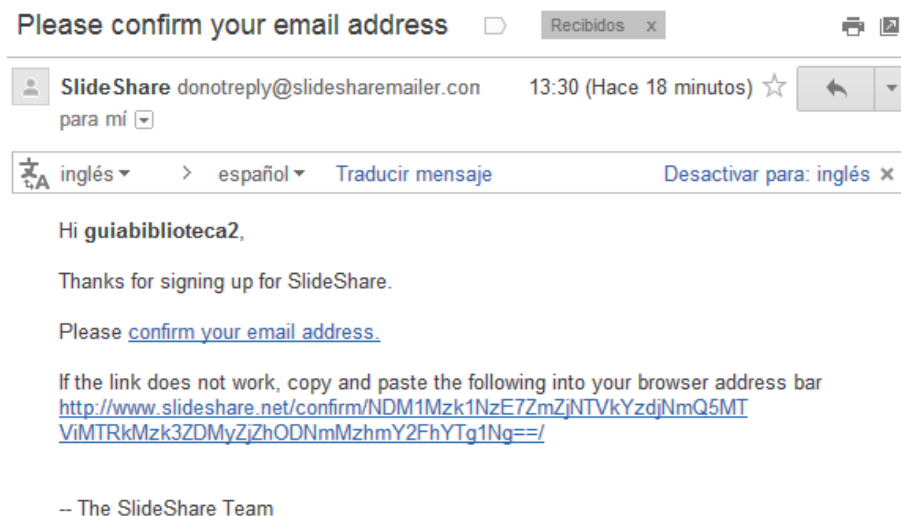 Please confirm your email address Recibidos x
SlideShare donotreply@slidesharemailer.com 13:30 (Hace 18 minutos)
para mí
inglés > español Traducir mensaje Desactivar para: inglés ×
Hi guiabiblioteca2,
Thanks for signing up for SlideShare.
Please confirm your email address.
If the link does not work, copy and paste the following into your browser address bar
http://www.slideshare.net/confirm/NDM1Mzk1NzE7ZmZjNTVkYzdjNmQ5MT
ViMTRkMzk3ZDMyZjZhODNmMzhmY2FhYTg1Ng==/
-- The SlideShare Team